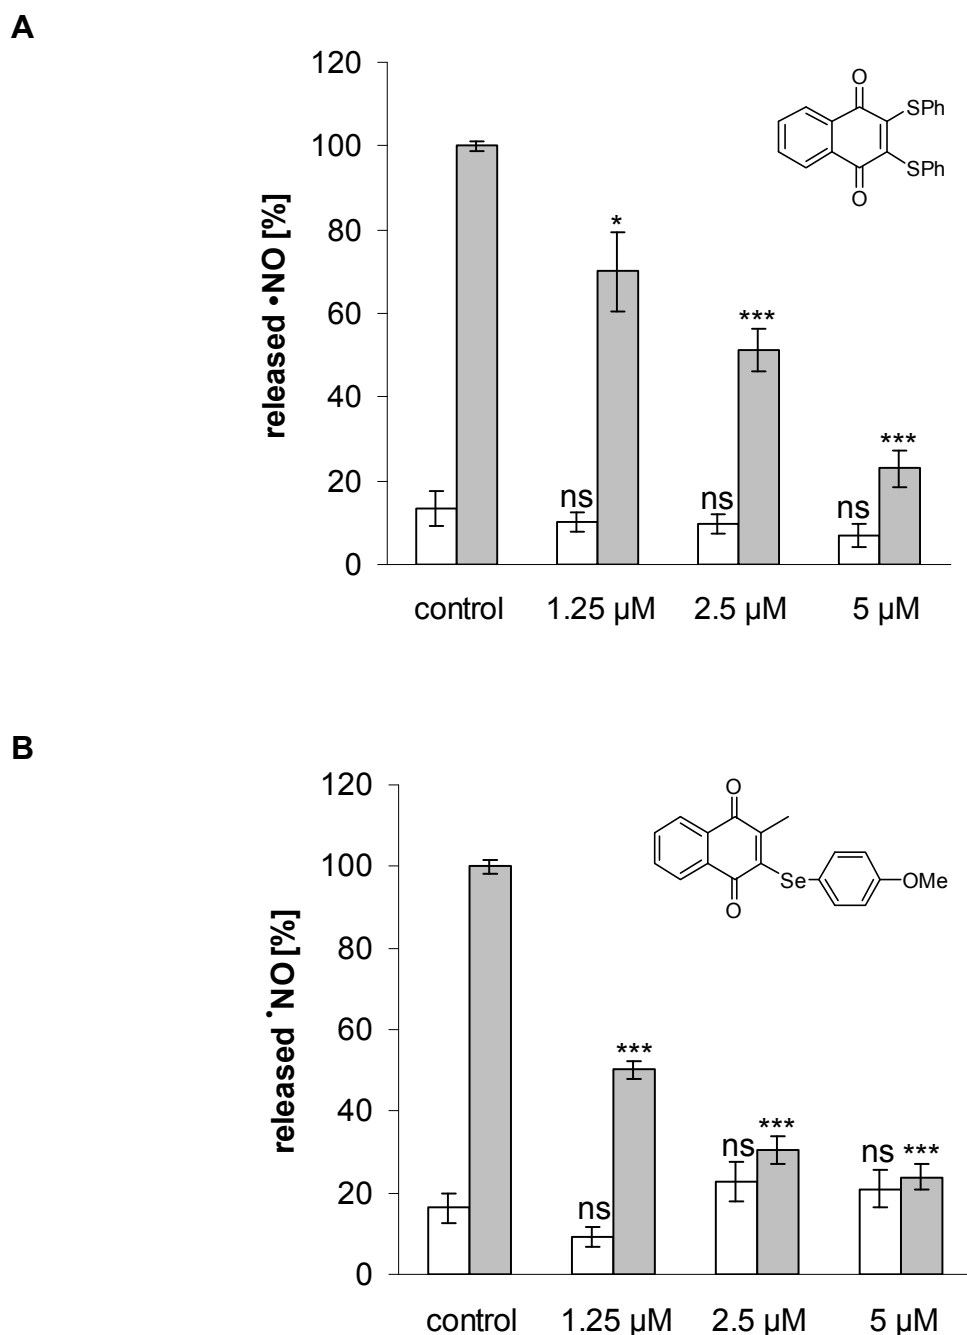 A
120
100
80
60
40
20
0
released •NO [%]
*
***
***
ns
ns
ns
control 1.25 µM 2.5 µM 5 µM
O
SPh
SPh
O
B
120
100
80
60
40
20
0
released •NO [%]
***
***
***
ns
ns
ns
control 1.25 µM 2.5 µM 5 µM
O
Se
OMe
O